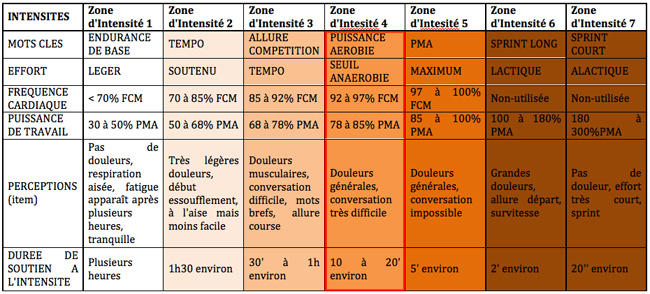 INTENSITES
Zone
d'Intensité 1
Zone
d'Intensité 2
Zone
d'Intensité 3
Zone
d'Intesité 4
Zone
d'Intesité 5
Zone
d'Intensité 6
Zone
d'Intensité 7
MOTS CLES
ENDURANCE
DE BASE
TEMPO
ALLURE
COMPETITION
PUISSANCE
AEROBIE
PMA
SPRINT LONG
SPRINT
COURT
EFFORT
LEGER
SOUTENU
TEMPO
SEUIL
ANAEROBIE
MAXIMUM
LACTIQUE
ALACTIQUE
FREQUENCE
CARDIAQUE
< 70% FCM
70 à 85% FCM
85 à 92% FCM
92 à 97% FCM
97 à 100%
FCM
Non-utilisée
Non-utilisée
PUISSANCE
DE TRAVAIL
30 à 50% PMA
50 à 68% PMA
68 à 78% PMA
78 à 85% PMA
85 à 100%
PMA
100 à 180%
PMA
180 à
300%PMA
PERCEPTIONS
(item)
Pas de
douleurs,
respiration
aisée, fatigue
apparaît après
plusieurs
heures,
tranquille
Très légères
douleurs,
début
essoufflement,
à l'aise mais
moins facile
Douleurs
musculaires,
conversation
difficile, mots
brefs, allure
course
Douleurs
générales,
conversation
très difficile
Douleurs
générales,
conversation
impossible
Grandes
douleurs,
allure départ,
survitesse
Pas de
douleur, effort
très court,
sprint
DUREE DE
SOUTIEN A
L'INTENSITE
Plusieurs
heures
1h30 environ
30' à 1h
environ
10 à 20'
environ
5' environ
2' environ
20'' environ